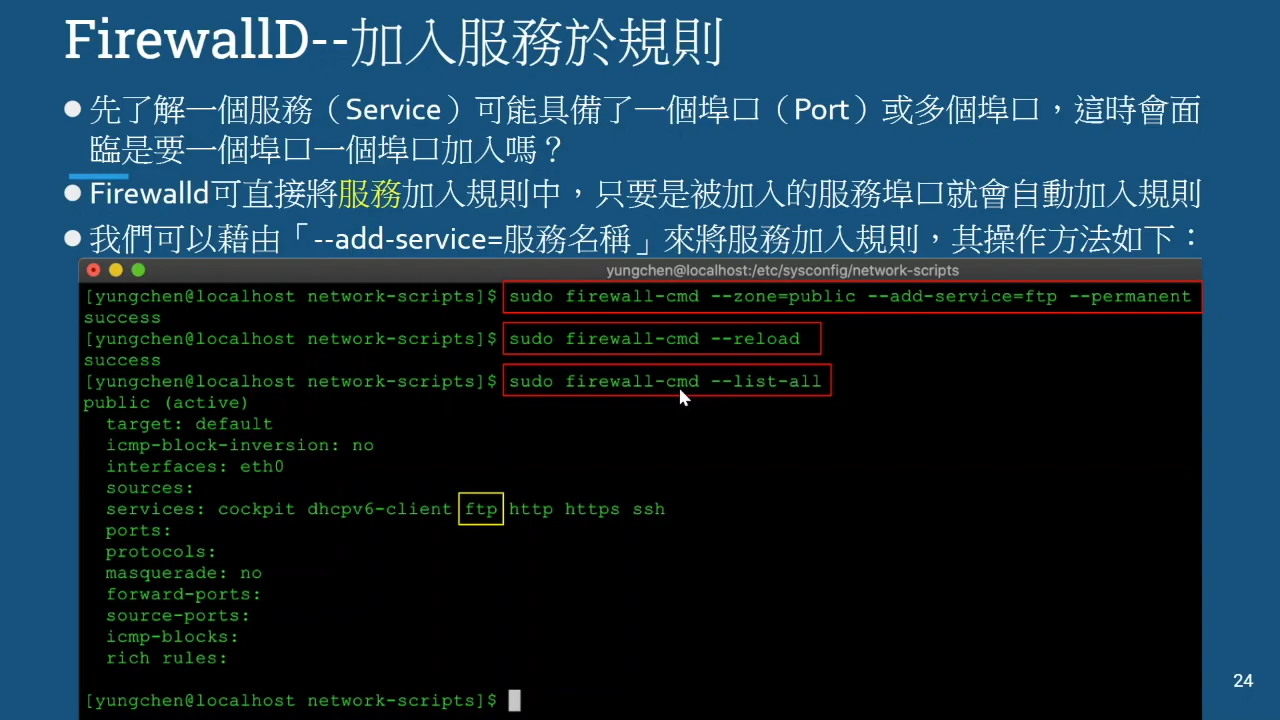 FirewallD--加入服務於規則
先了解一個服務（Service）可能具備了一個埠口（Port）或多個埠口，這時會面
臨是要一個埠口一個埠口加入嗎？
Firewalld可直接將服務加入規則中，只要是被加入的服務埠口就會自動加入規則
我們可以藉由「--add-service=服務名稱」來將服務加入規則，其操作方法如下：
yungchen@localhost:/etc/sysconfig/network-scripts
[yungchen@localhost network-scripts]$ sudo firewall-cmd --zone=public --add-service=ftp --permanent
success
[yungchen@localhost network-scripts]$ sudo firewall-cmd --reload
success
[yungchen@localhost network-scripts]$ sudo firewall-cmd --list-all
public (active)
target: default
icmp-block-inversion: no
interfaces: eth0
sources:
services: cockpit dhcpv6-client ftp http https ssh
ports:
protocols:
masquerade: no
forward-ports:
source-ports:
icmp-blocks:
rich rules:
[yungchen@localhost network-scripts]$
24